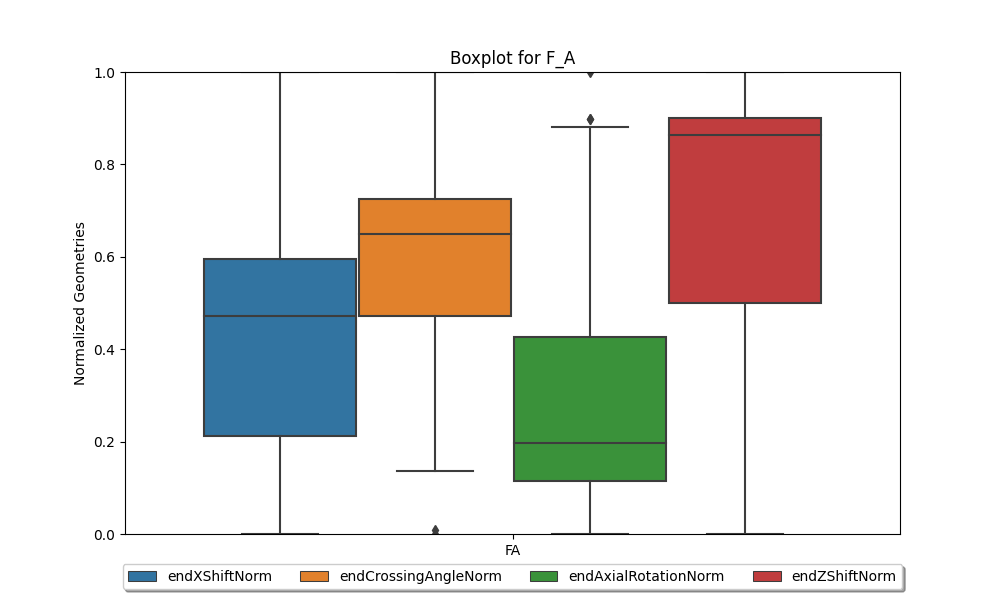 Boxplot for F_A
Normalized Geometries
1.0
0.8
0.6
0.4
0.2
0.0
FA
endXShiftNorm endCrossingAngleNorm endAxialRotationNorm endZShiftNorm